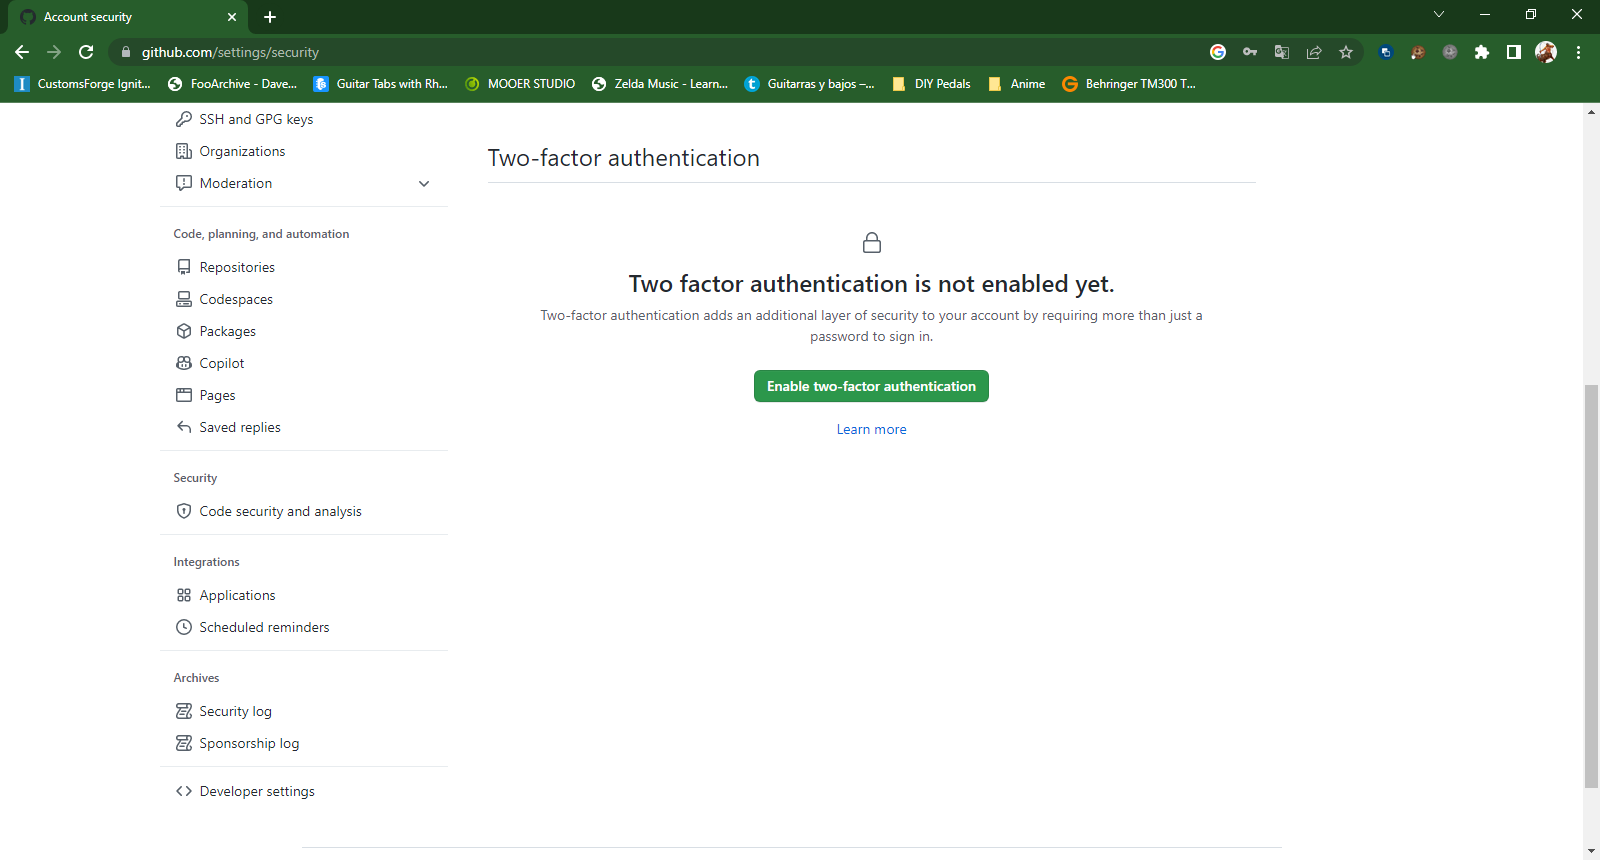 Account security
github.com/settings/security
CustomsForge Ignit...
FooArchive - Dave...
Guitar Tabs with Rh...
MOOER STUDIO
Zelda Music - Learn...
Guitarras y bajos –...
DIY Pedals
Anime
Behringer TM300 T...
SSH and GPG keys
Organizations
Moderation
Code, planning, and automation
Repositories
Codespaces
Packages
Copilot
Pages
Saved replies
Security
Code security and analysis
Integrations
Applications
Scheduled reminders
Archives
Security log
Sponsorship log
Developer settings
Two-factor authentication
Two factor authentication is not enabled yet.
Two-factor authentication adds an additional layer of security to your account by requiring more than just a
password to sign in.
Enable two-factor authentication
Learn more